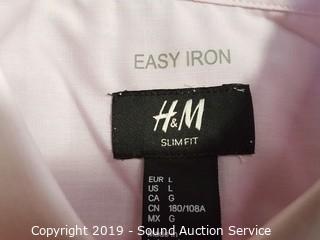 EASY IRON
H&M
SLIM FIT
EUR L
US L
CA G
CN 180/108A
MX G
Copyright 2019 - Sound Auction Service